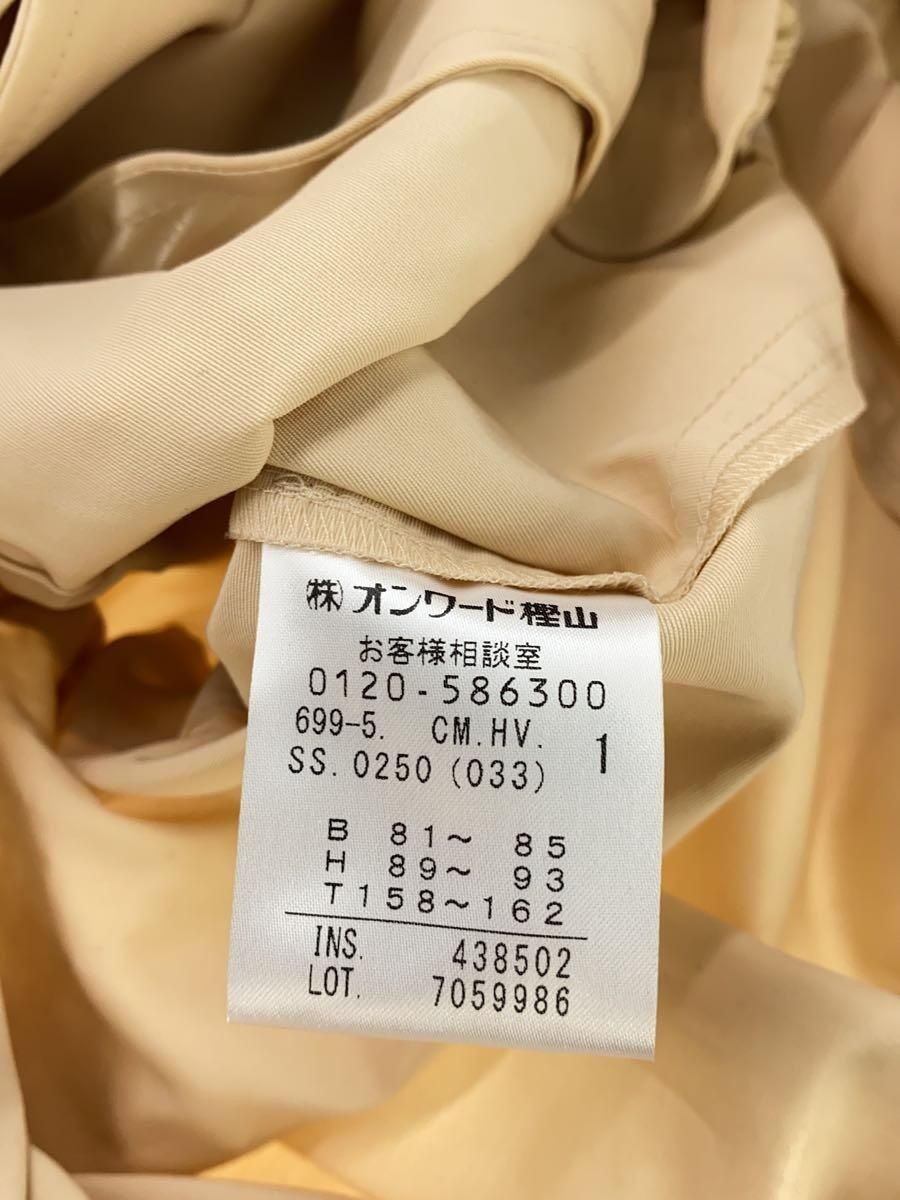 ㈱オンワード樫山
お客様相談室
0120-586300
699-5. CM.HV. 1
SS.0250 (033)
B 81～ 85
H 89～ 93
T158～162
INS. 438502
LOT. 7059986